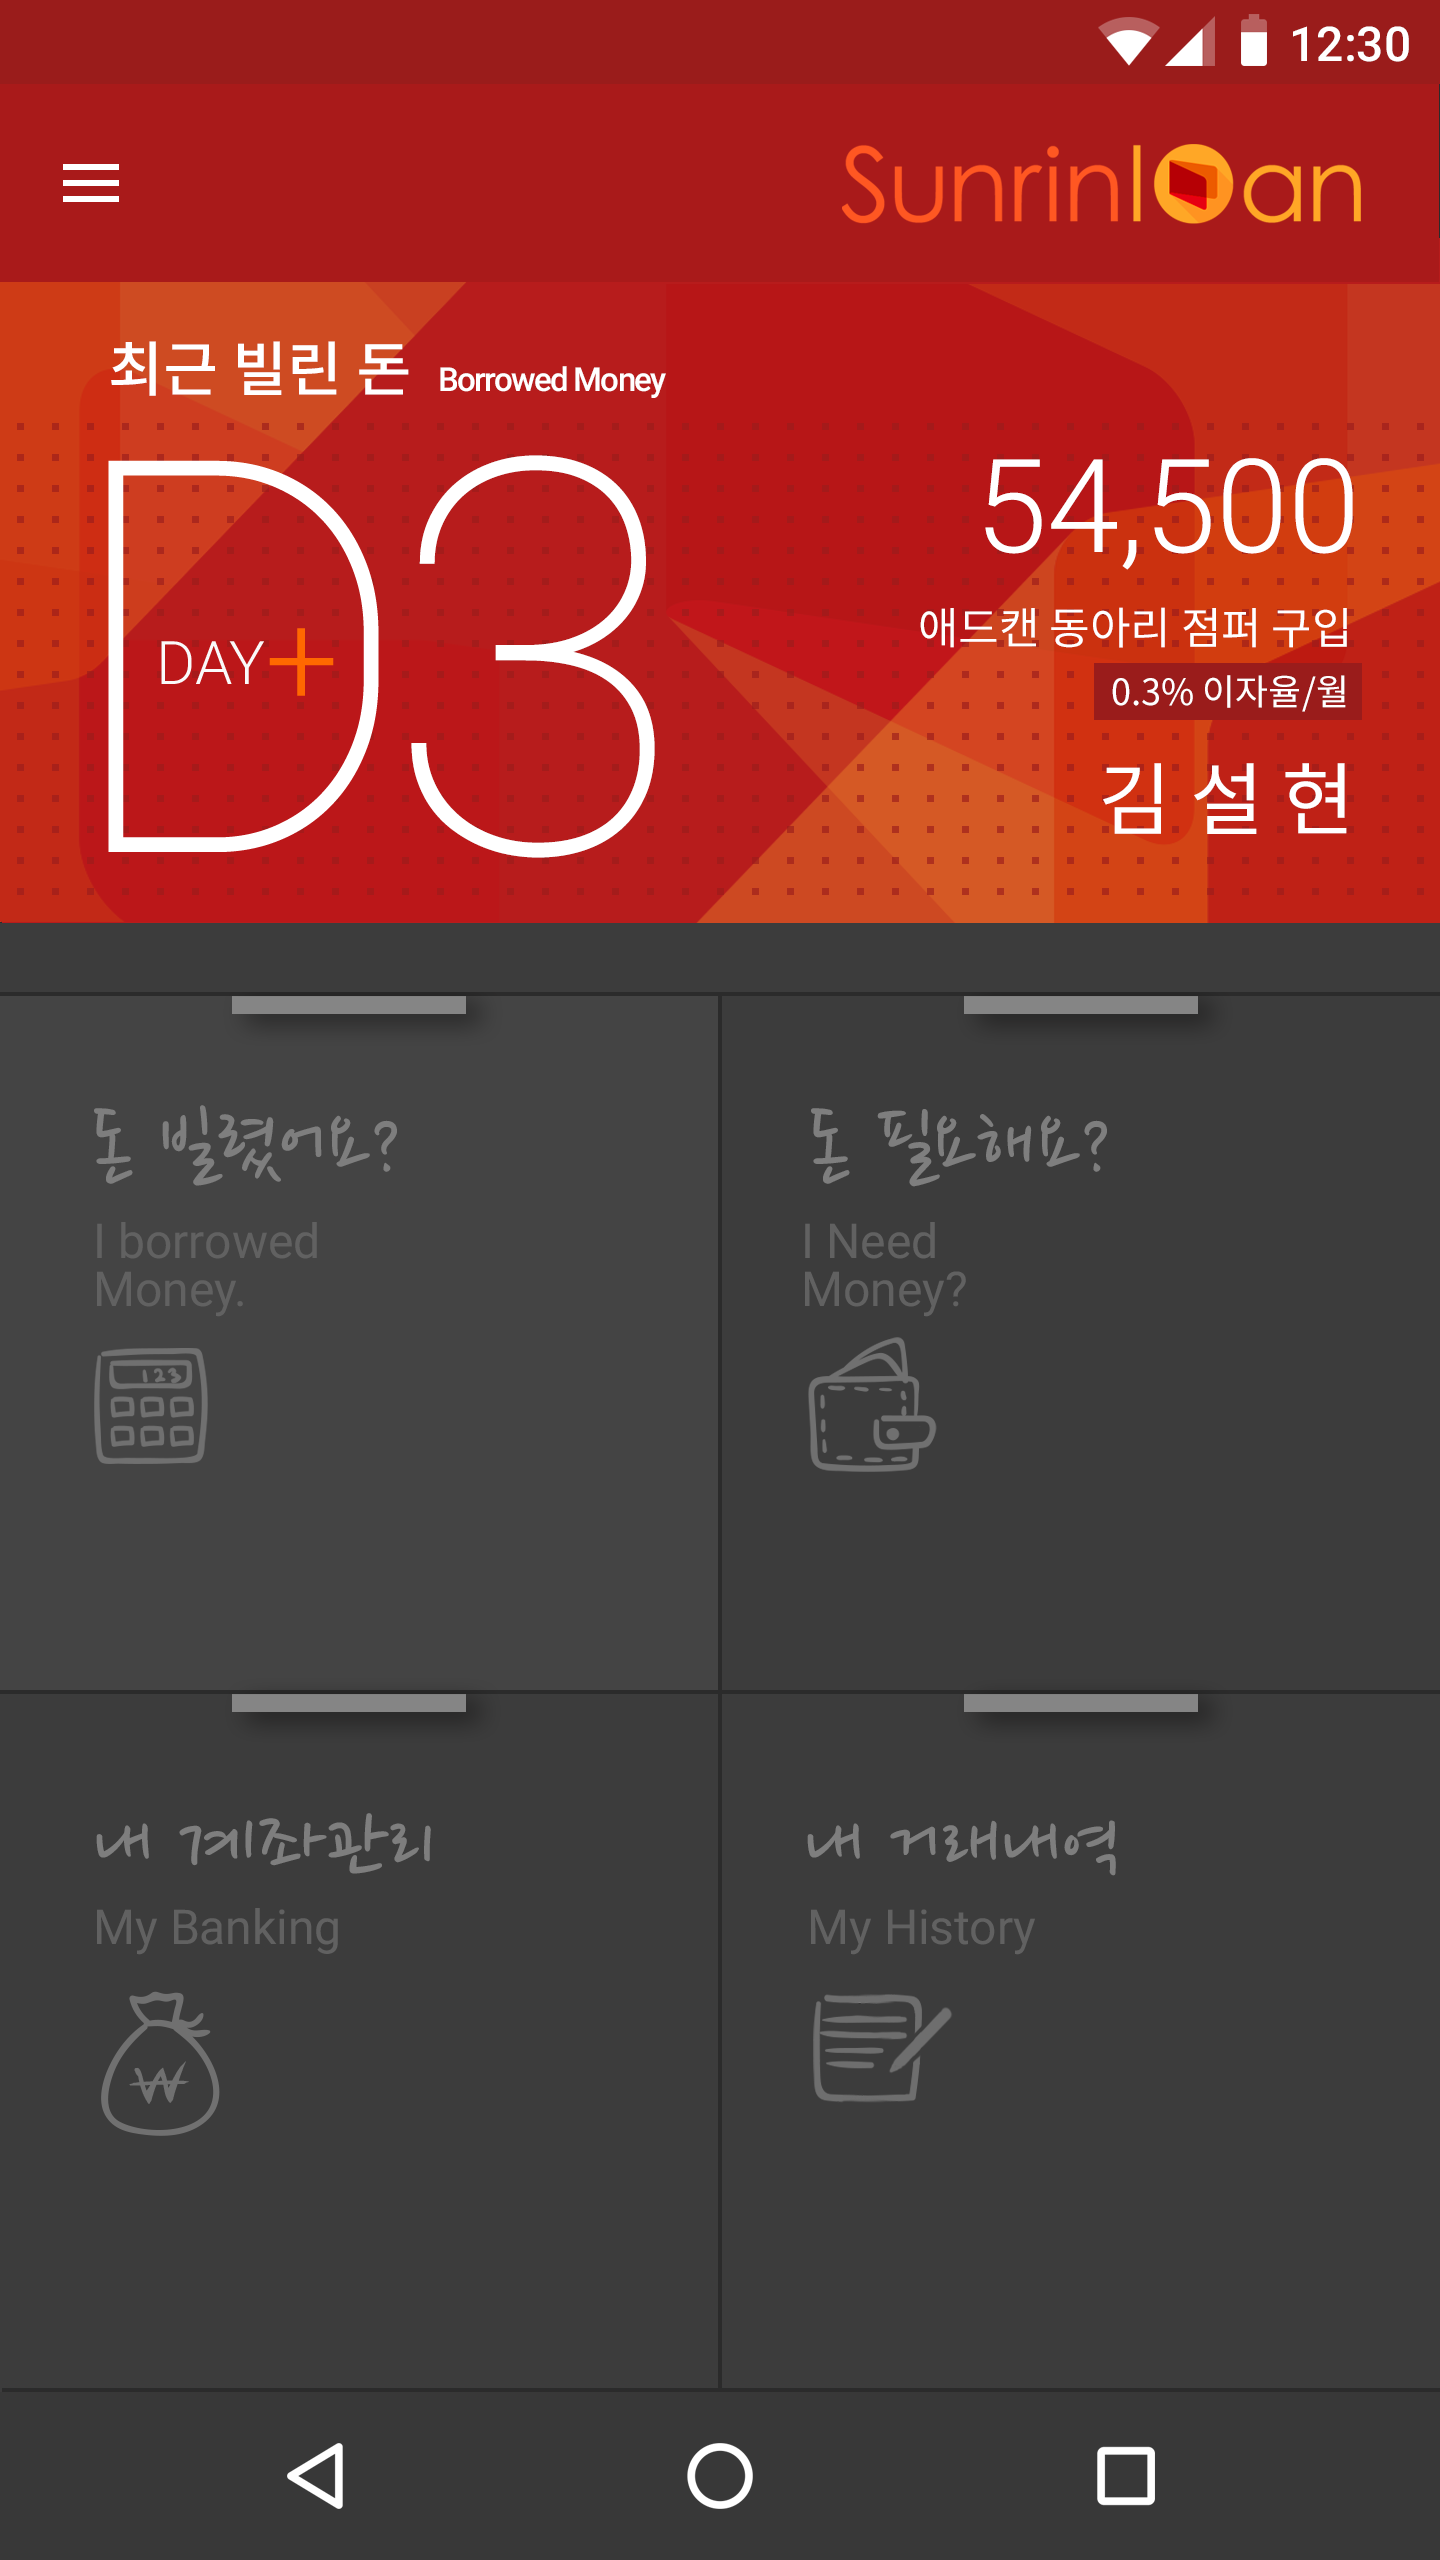 12:30
Sunrinloan
최근 빌린 돈 Borrowed Money
D3
DAY+
54,500
애드캔 동아리 점퍼 구입
0.3% 이자율/월
김설현
돈 빌렸어요?
I borrowed
Money.
123
돈 필요해요?
I Need
Money?
내 계좌관리
My Banking
₩
내 거래내역
My History